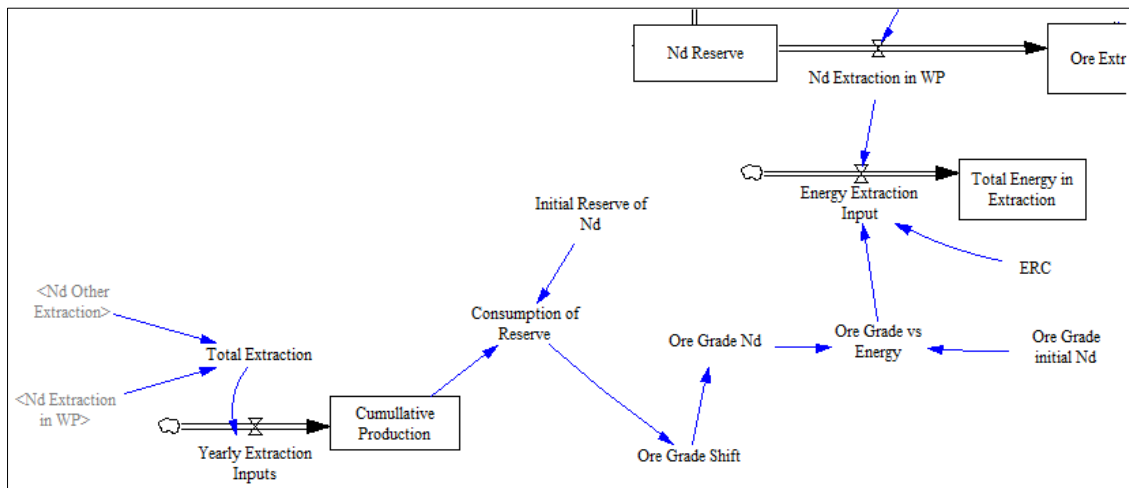 Nd Reserve
Ore Extr
Nd Extraction in WP
Total Energy in
Extraction
Energy Extraction
Input
Initial Reserve of
Nd
ERC
<Nd Other
Extraction>
Consumption of
Reserve
Ore Grade Nd
Ore Grade vs
Energy
Ore Grade
initial Nd
Total Extraction
<Nd Extraction
in WP>
Cumullative
Production
Yearly Extraction
Inputs
Ore Grade Shift